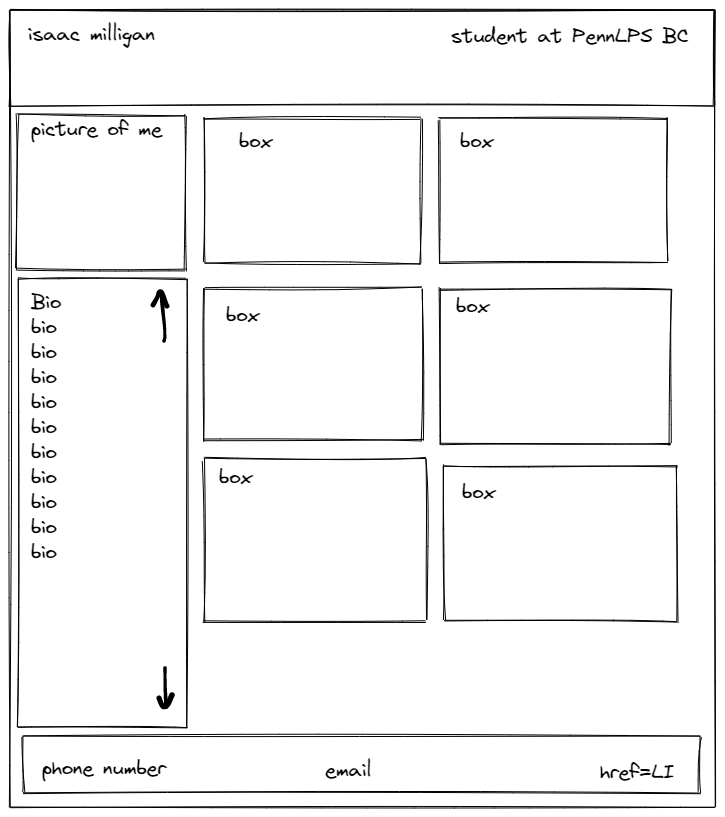 isaac milligan
student at PennLPS BC
picture of me
box
box
Bio
bio
bio
bio
bio
bio
bio
bio
bio
bio
bio
box
box
box
box
phone number
email
href=LI